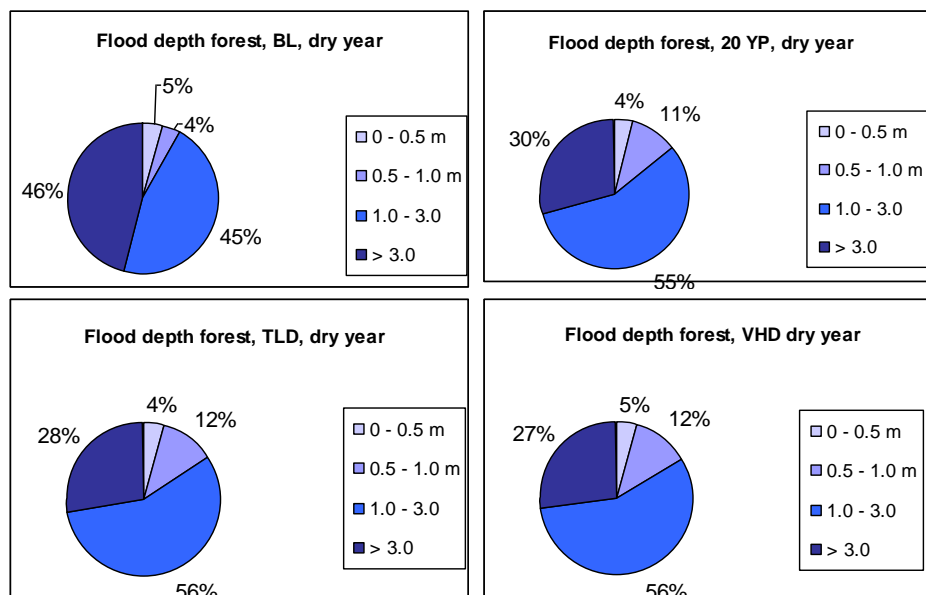 Flood depth forest, BL, dry year
5%
4%
46%
45%
0 - 0.5 m
0.5 - 1.0 m
1.0 - 3.0
> 3.0
Flood depth forest, 20 YP, dry year
4%
11%
30%
55%
0 - 0.5 m
0.5 - 1.0 m
1.0 - 3.0
> 3.0
Flood depth forest, TLD, dry year
4%
12%
28%
56%
0 - 0.5 m
0.5 - 1.0 m
1.0 - 3.0
> 3.0
Flood depth forest, VHD dry year
5%
12%
27%
56%
0 - 0.5 m
0.5 - 1.0 m
1.0 - 3.0
> 3.0